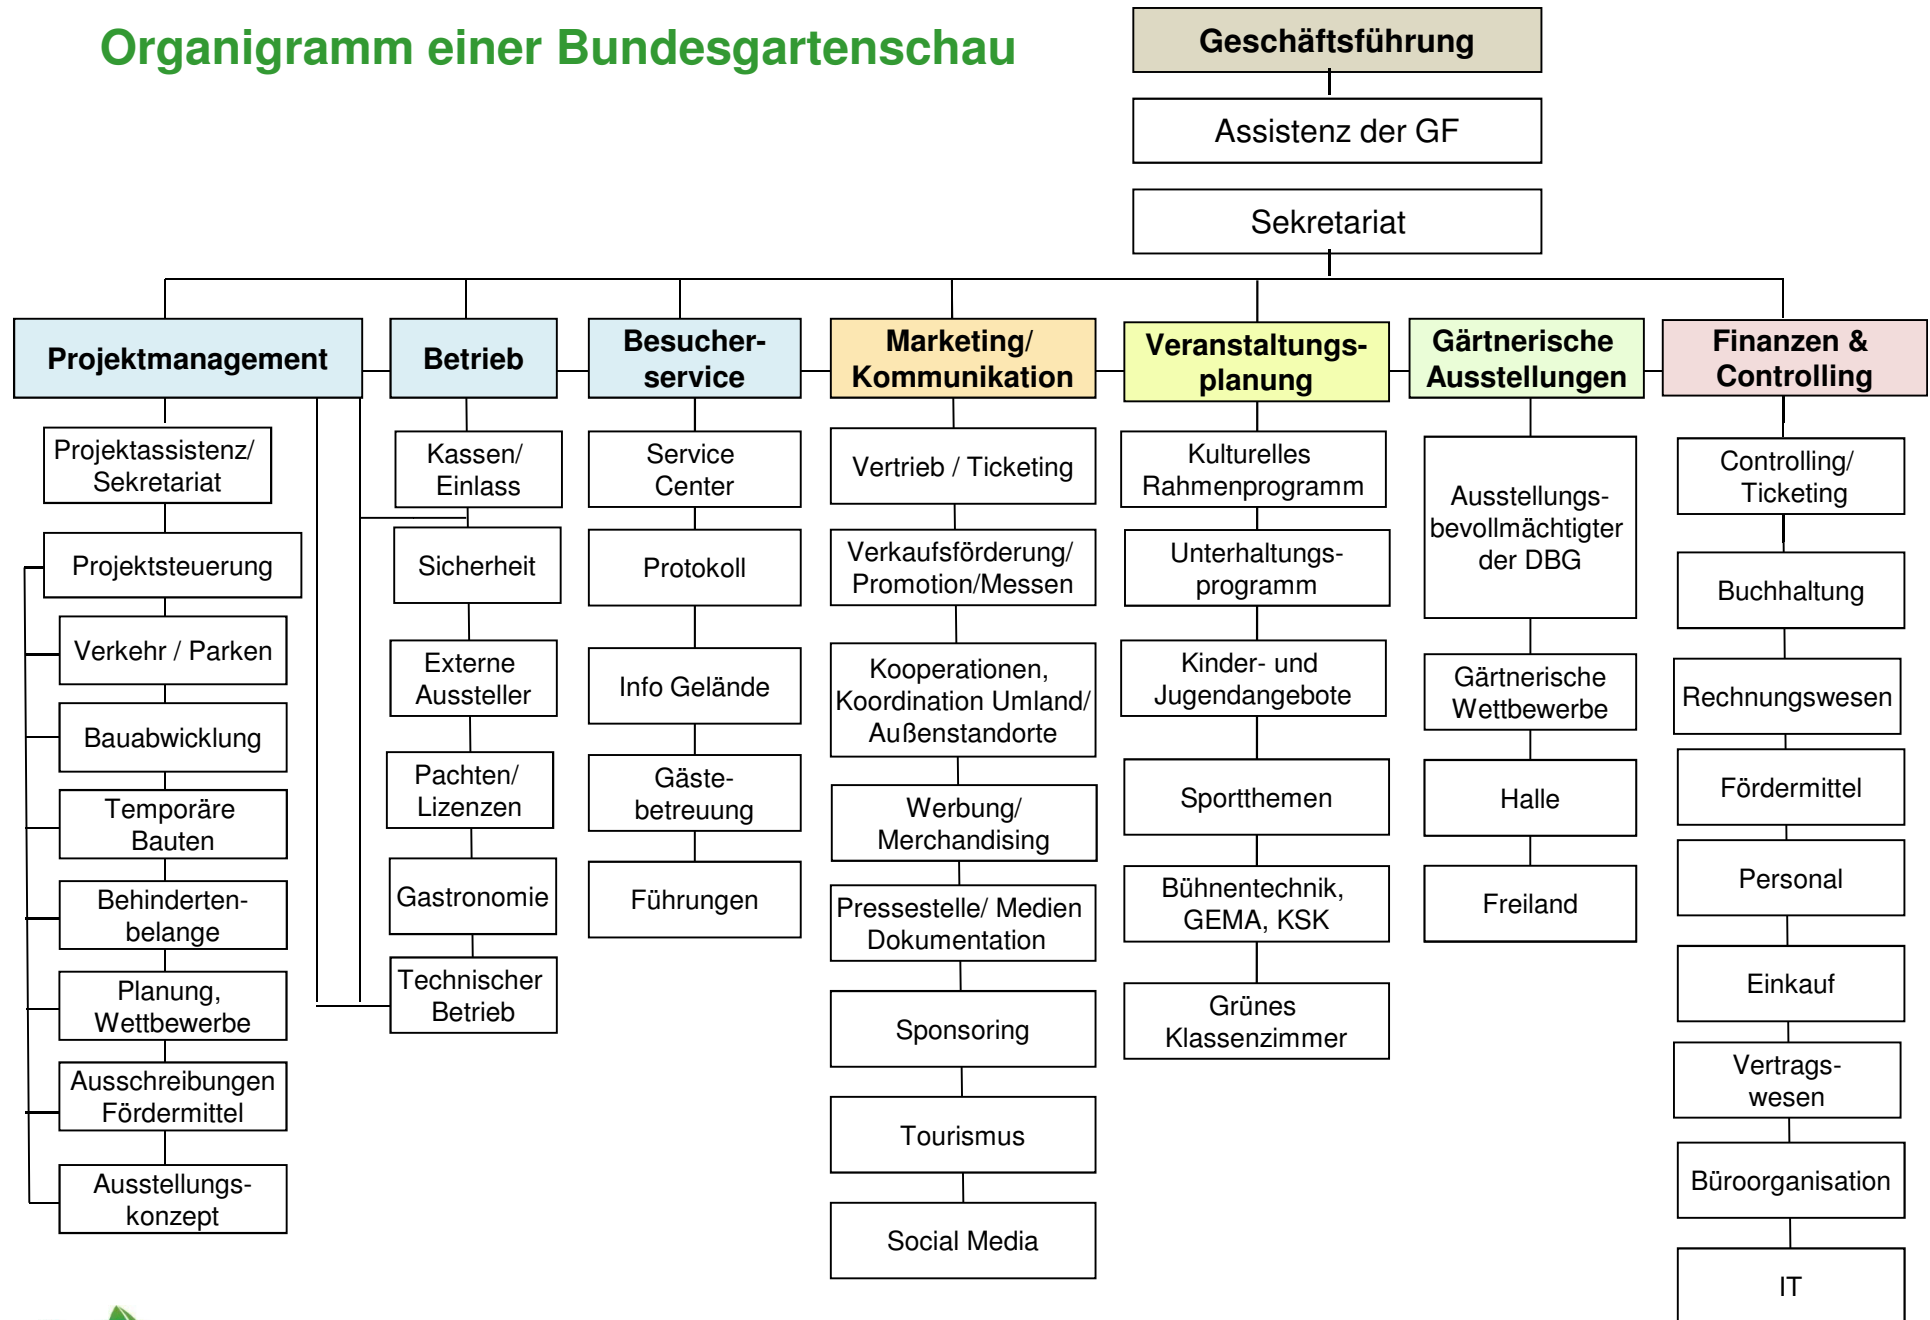 Organigramm einer Bundesgartenschau
Geschäftsführung
Assistenz der GF
Sekretariat
Projektmanagement
Projektassistenz/
Sekretariat
Projektsteuerung
Verkehr / Parken
Bauabwicklung
Temporäre
Bauten
Behinderten-
belange
Planung,
Wettbewerbe
Ausschreibungen
Fördermittel
Ausstellungs-
konzept
Betrieb
Kassen/
Einlass
Sicherheit
Externe
Aussteller
Pachten/
Lizenzen
Gastronomie
Technischer
Betrieb
Besucher-
service
Service
Center
Protokoll
Info Gelände
Gäste-
betreuung
Führungen
Marketing/
Kommunikation
Vertrieb / Ticketing
Verkaufsförderung/
Promotion/Messen
Kooperationen,
Koordination Umland/
Außenstandorte
Werbung/
Merchandising
Pressestelle/ Medien
Dokumentation
Sponsoring
Tourismus
Social Media
Veranstaltungs-
planung
Kulturelles
Rahmenprogramm
Unterhaltungs-
programm
Kinder- und
Jugendangebote
Sportthemen
Bühnentechnik,
GEMA, KSK
Grünes
Klassenzimmer
Gärtnerische
Ausstellungen
Ausstellungs-
bevollmächtigter
der DBG
Gärtnerische
Wettbewerbe
Halle
Freiland
Finanzen &
Controlling
Controlling/
Ticketing
Buchhaltung
Rechnungswesen
Fördermittel
Personal
Einkauf
Vertrags-
wesen
Büroorganisation
IT